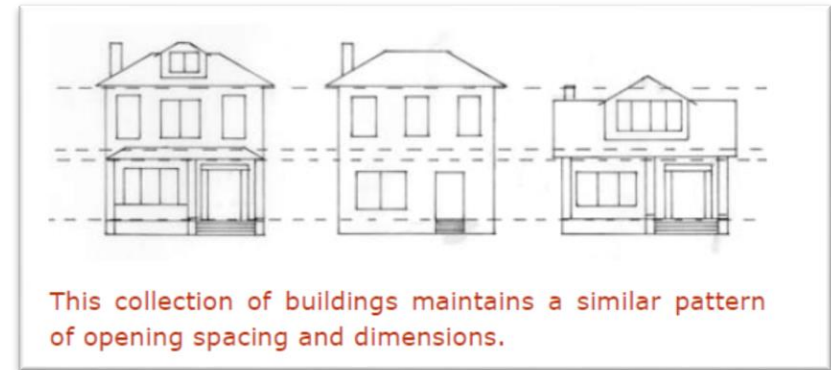 This collection of buildings maintains a similar pattern
of opening spacing and dimensions.